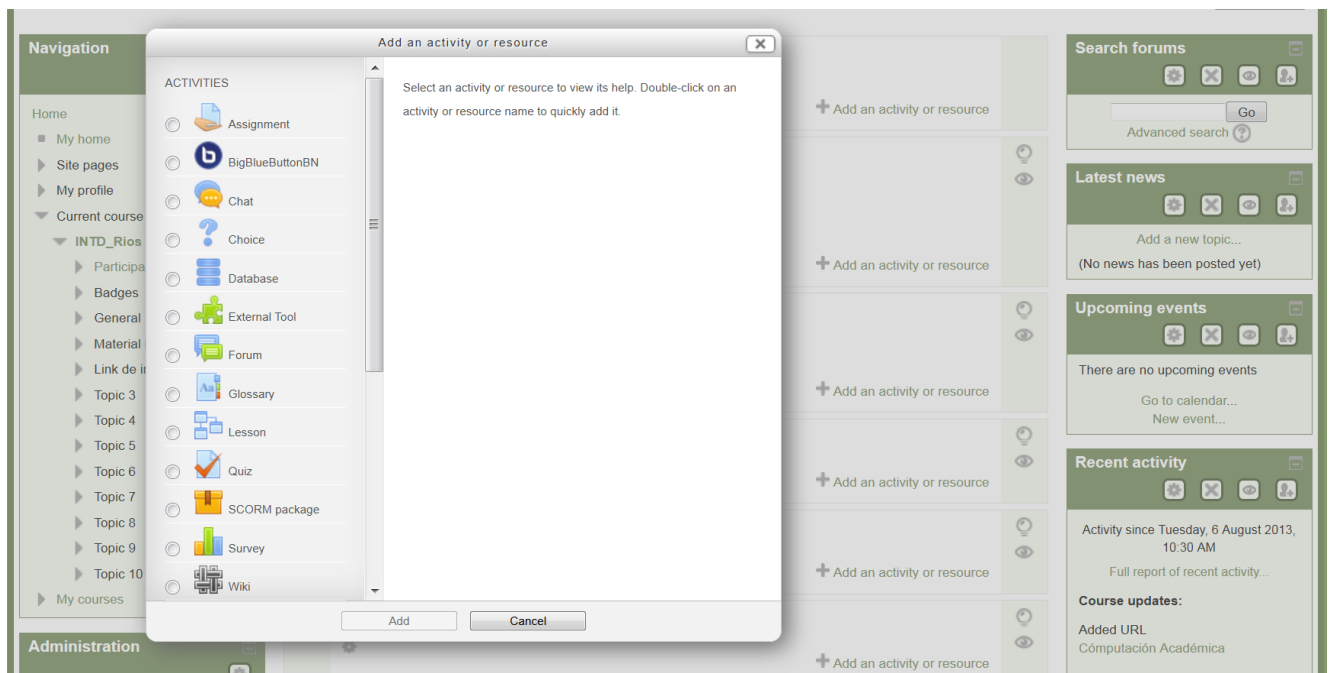 Navigation
Home
My home
Site pages
My profile
Current course
INTD_Rios
Participa
Badges
General
Material
Link de in
Topic 3
Topic 4
Topic 5
Topic 6
Topic 7
Topic 8
Topic 9
Topic 10
My courses
Administration
Add an activity or resource
ACTIVITIES
Assignment
BigBlueButtonBN
Chat
Choice
Database
External Tool
Forum
Glossary
Lesson
Quiz
SCORM package
Survey
Wiki
Select an activity or resource to view its help. Double-click on an
activity or resource name to quickly add it.
Add
Cancel
Add an activity or resource
Add an activity or resource
Add an activity or resource
Add an activity or resource
Add an activity or resource
Add an activity or resource
Search forums
Go
Advanced search ?
Latest news
Add a new topic...
(No news has been posted yet)
Upcoming events
There are no upcoming events
Go to calendar...
New event...
Recent activity
Activity since Tuesday, 6 August 2013,
10:30 AM
Full report of recent activity...
Course updates:
Added URL
Cómputación Académica